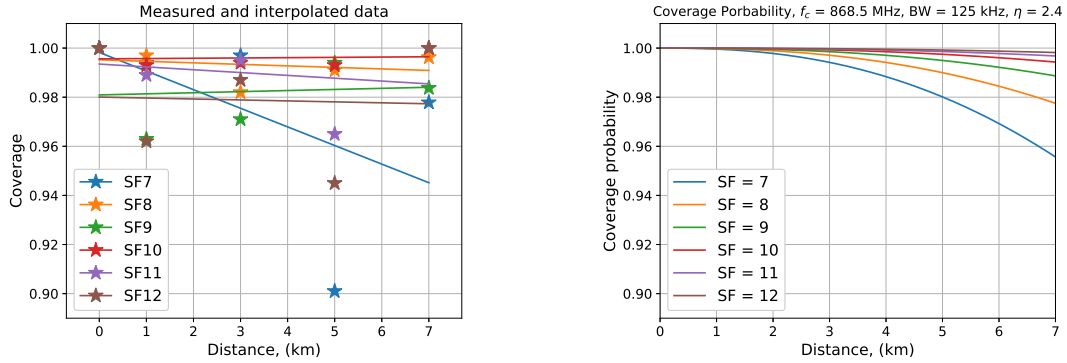 Measured and interpolated data
1.00
0.98
0.96
0.94
0.92
0.90
Coverage
SF7
SF8
SF9
SF10
SF11
SF12
0 1 2 3 4 5 6 7
Distance, (km)
Coverage Porbability, f_c = 868.5 MHz, BW = 125 kHz, η = 2.4
1.00
0.98
0.96
0.94
0.92
0.90
Coverage probability
SF = 7
SF = 8
SF = 9
SF = 10
SF = 11
SF = 12
0 1 2 3 4 5 6 7
Distance, (km)